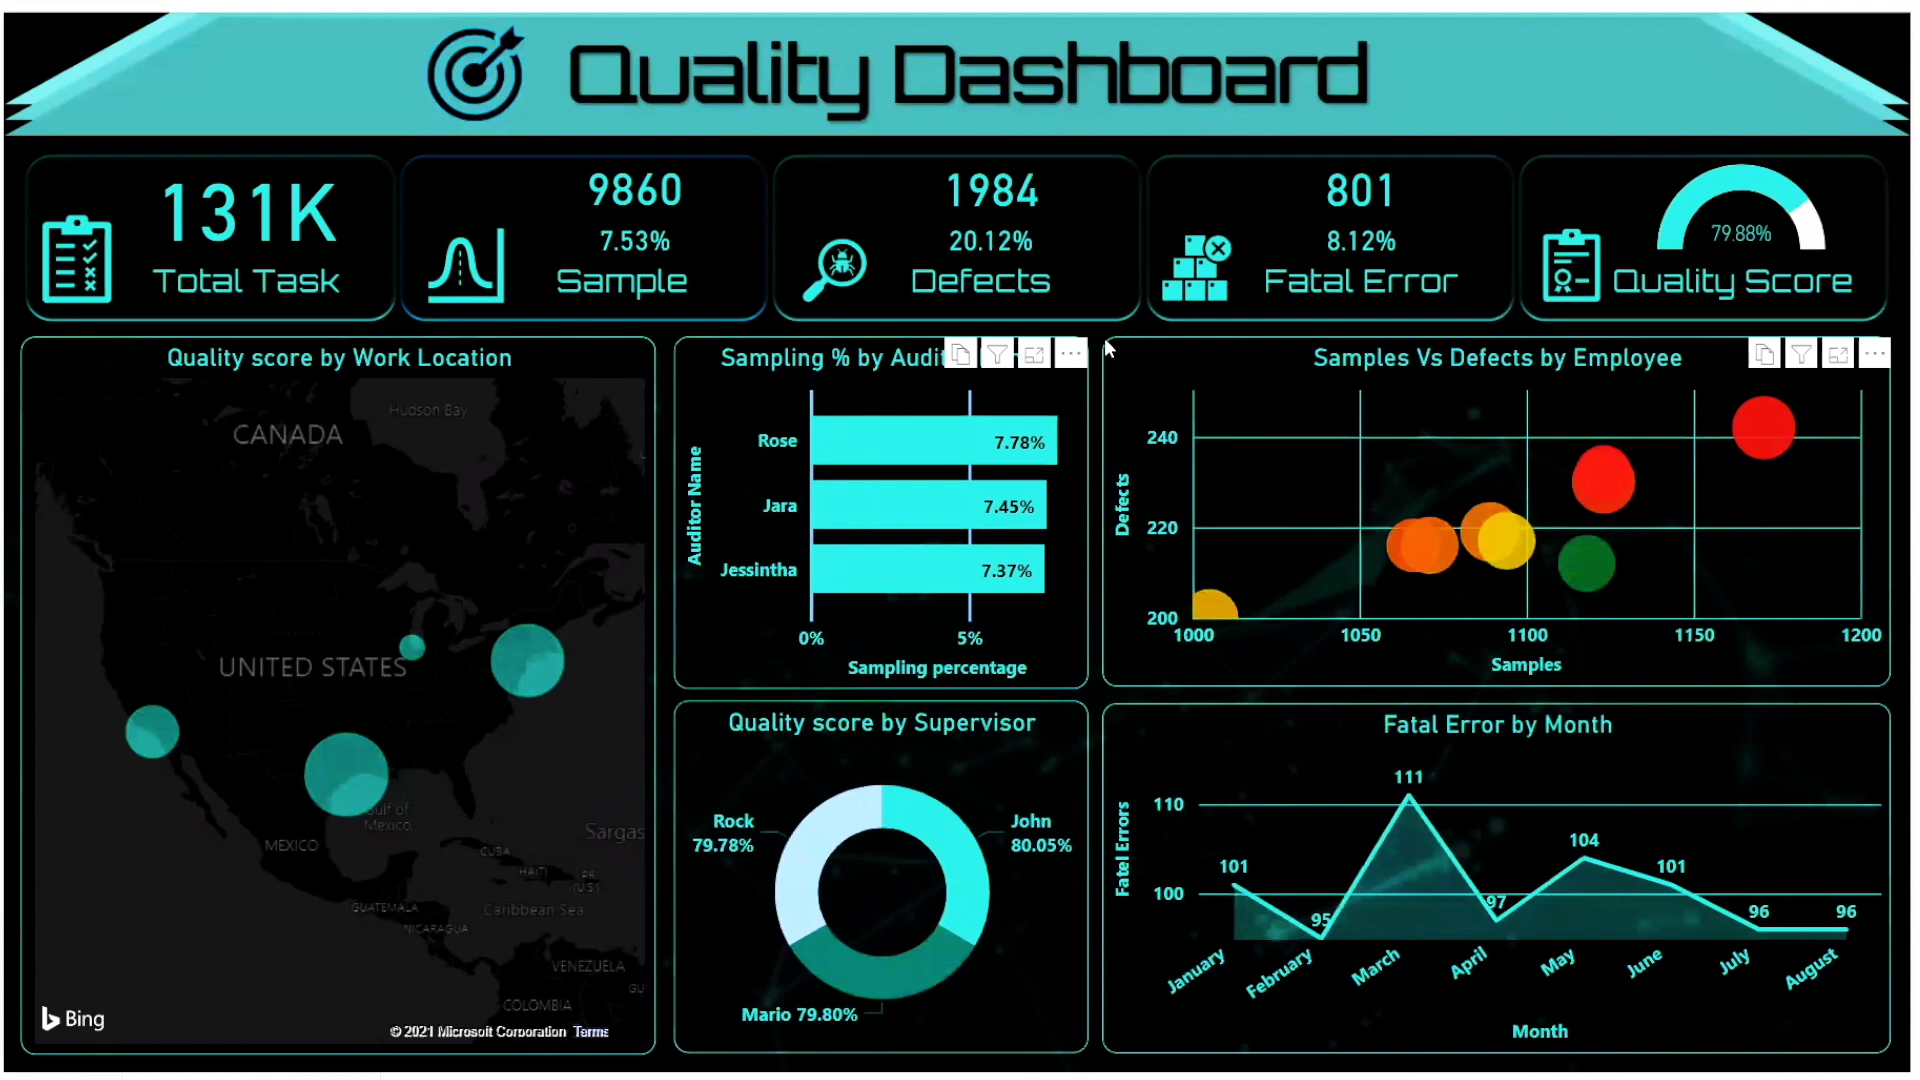 Quality Dashboard
131K
Total Task
9860
7.53%
Sample
1984
20.12%
Defects
801
8.12%
Fatal Error
79.88%
Quality Score
Quality score by Work Location
Hudson Bay
CANADA
UNITED STATES
Gulf of
Mexico
MEXICO
Sargas
CUBA
HAITI
PR
(U.S.)
GUATEMALA
Caribbean Sea
NICARAGUA
VENEZUELA
GU
COLOMBIA
Bing
© 2021 Microsoft Corporation Terms
Sampling % by
Auditor Name
Rose
7.78%
Jara
7.45%
Jessintha
7.37%
0%
5%
Sampling percentage
Samples Vs Defects by Employee
Defects
240
220
200
1000
1050
1100
1150
1200
Samples
Quality score by Supervisor
Rock
79.78%
John
80.05%
Mario 79.80%
Fatal Error by Month
Fatel Errors
110
100
101
95
111
97
104
101
96
96
January
February
March
April
May
June
July
August
Month